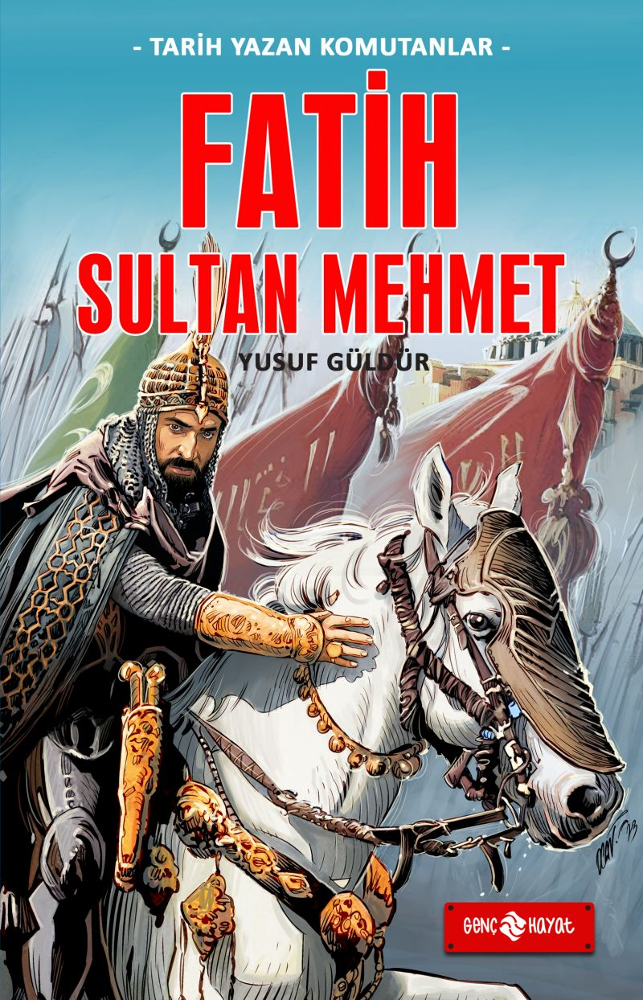 - TARİH YAZAN KOMUTANLAR -
FATİH
SULTAN MEHMET
YUSUF GÜLDÜR
GENÇ HAYAT